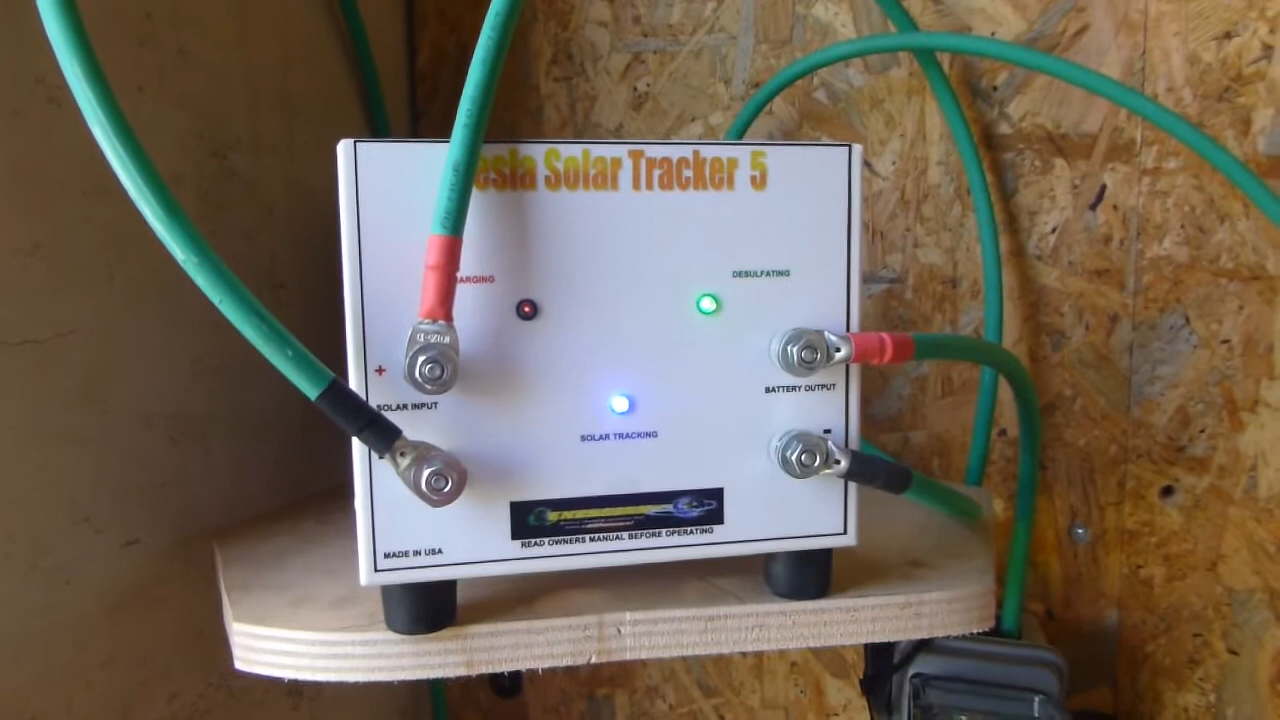 esla Solar Tracker 5
ARGING
DESULFATING
+
SOLAR INPUT
BATTERY OUTPUT
-
SOLAR TRACKING
READ OWNERS MANUAL BEFORE OPERATING
MADE IN USA